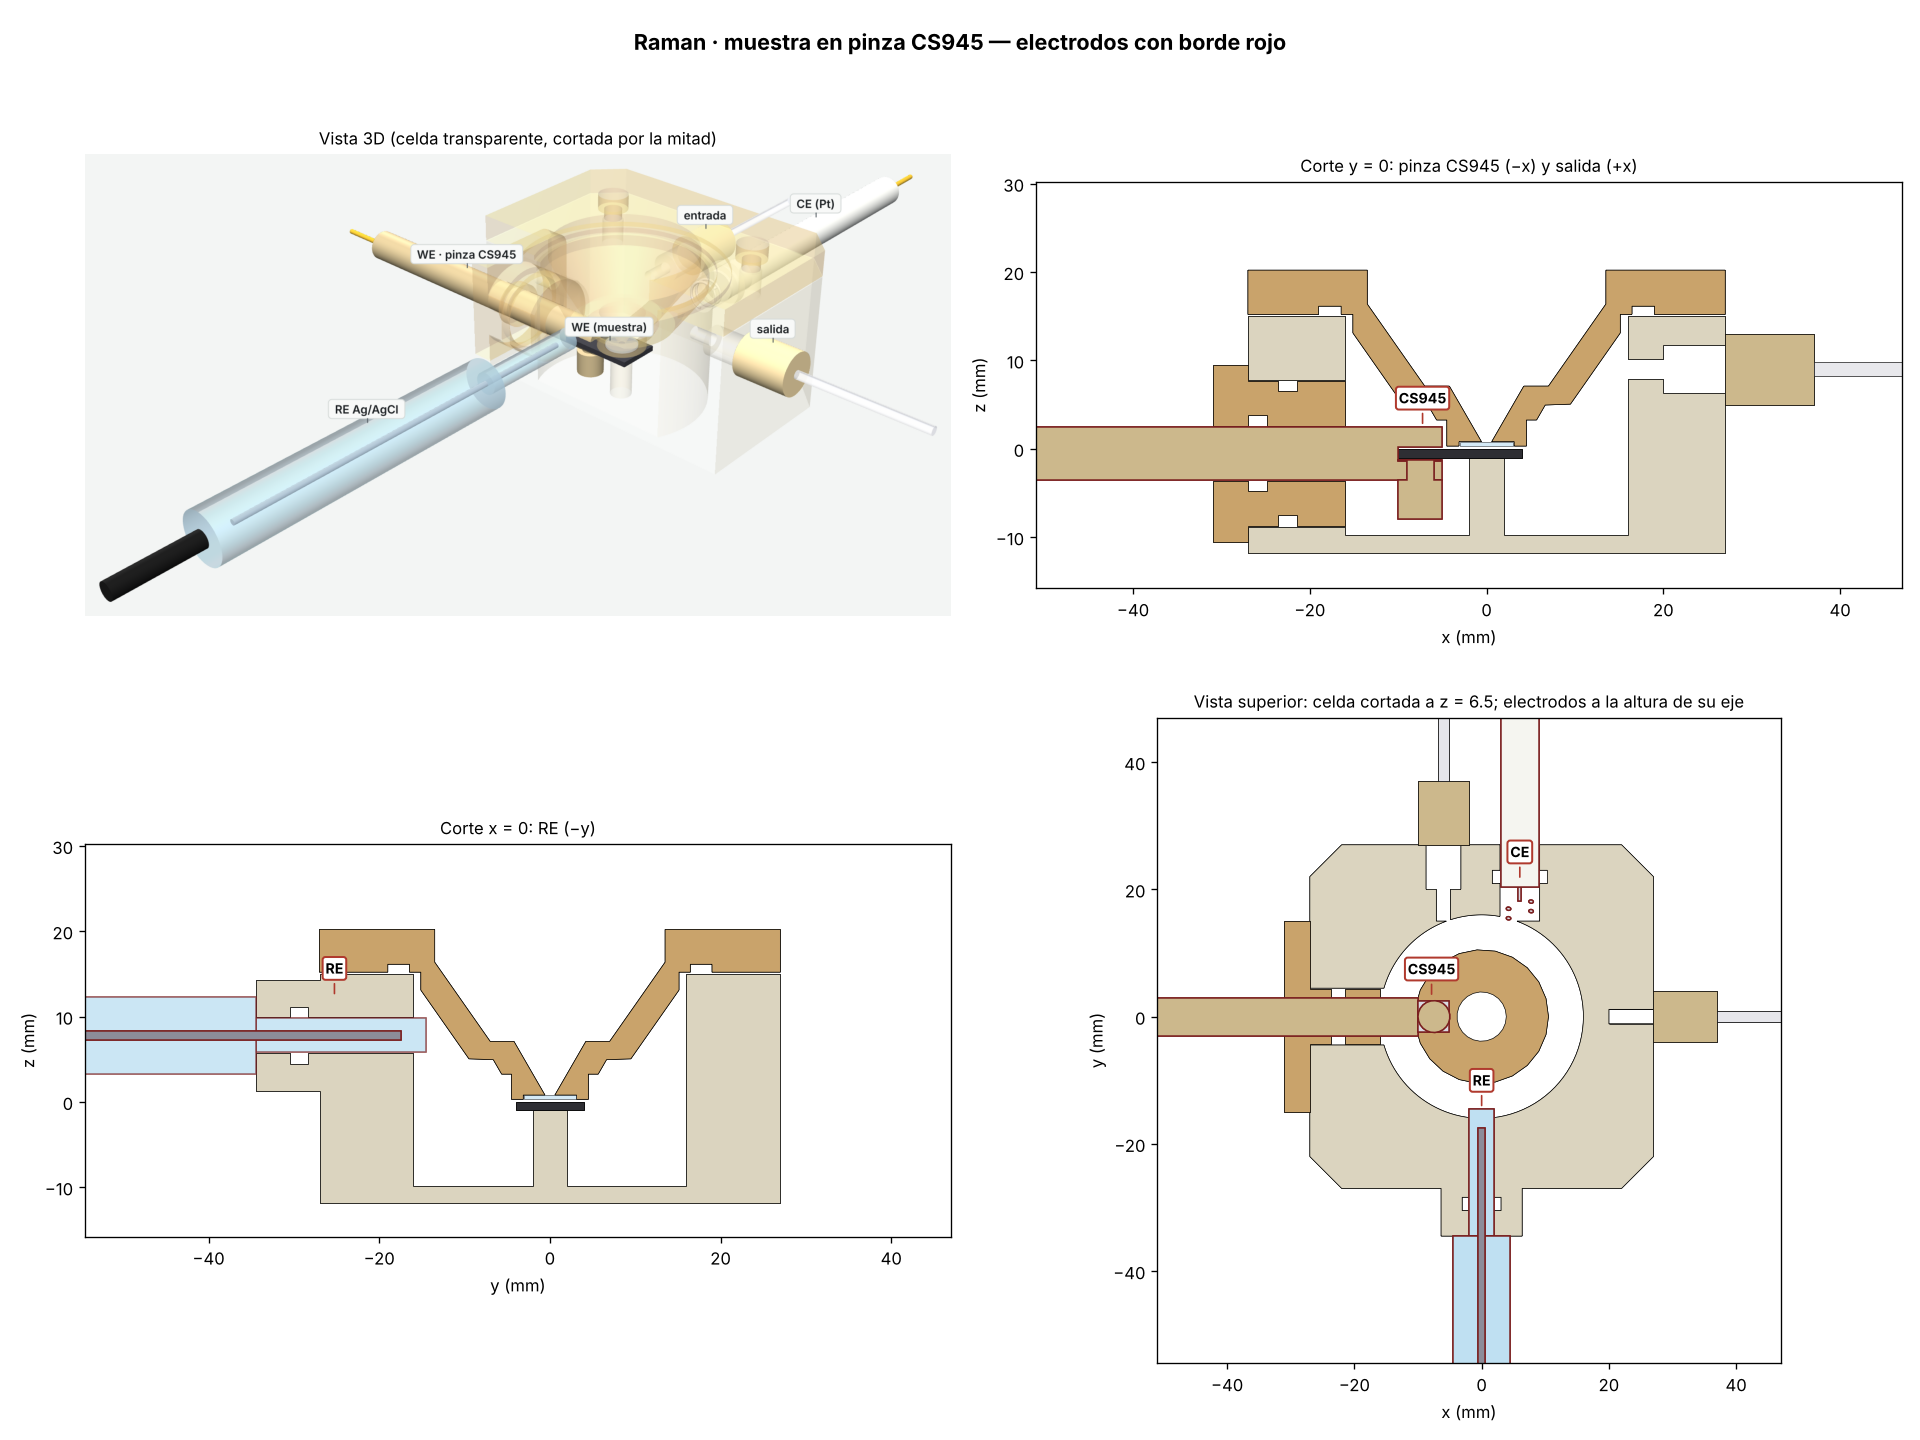 Raman · muestra en pinza CS945 — electrodos con borde rojo
Vista 3D (celda transparente, cortada por la mitad)
CE (Pt)
entrada
WE · pinza CS945
WE (muestra)
salida
RE Ag/AgCl
Corte y = 0: pinza CS945 (−x) y salida (+x)
30
20
10
0
−10
z (mm)
CS945
−40
−20
0
20
40
x (mm)
Corte x = 0: RE (−y)
30
20
10
0
−10
z (mm)
RE
−40
−20
0
20
40
y (mm)
Vista superior: celda cortada a z = 6.5; electrodos a la altura de su eje
40
20
0
−20
−40
y (mm)
CE
CS945
RE
−40
−20
0
20
40
x (mm)